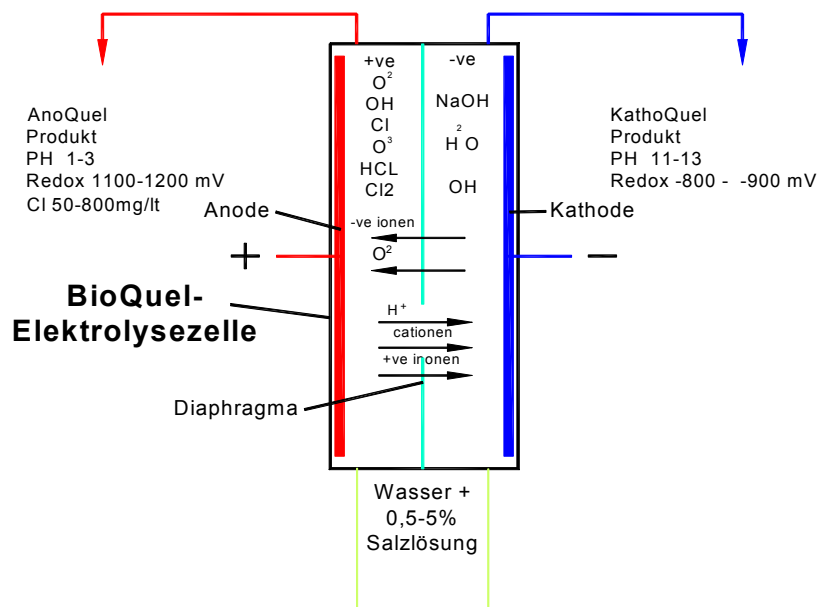 AnoQuel
Produkt
PH 1-3
Redox 1100-1200 mV
Cl 50-800mg/lt
Anode
+
BioQuel-
Elektrolysezelle
Diaphragma
+ve
O²
OH
Cl
O³
HCL
Cl2
-ve
NaOH
H²O
OH
-ve ionen
O²
H⁺
cationen
+ve inonen
Wasser +
0,5-5%
Salzlösung
KathoQuel
Produkt
PH 11-13
Redox -800 - -900 mV
Kathode
−